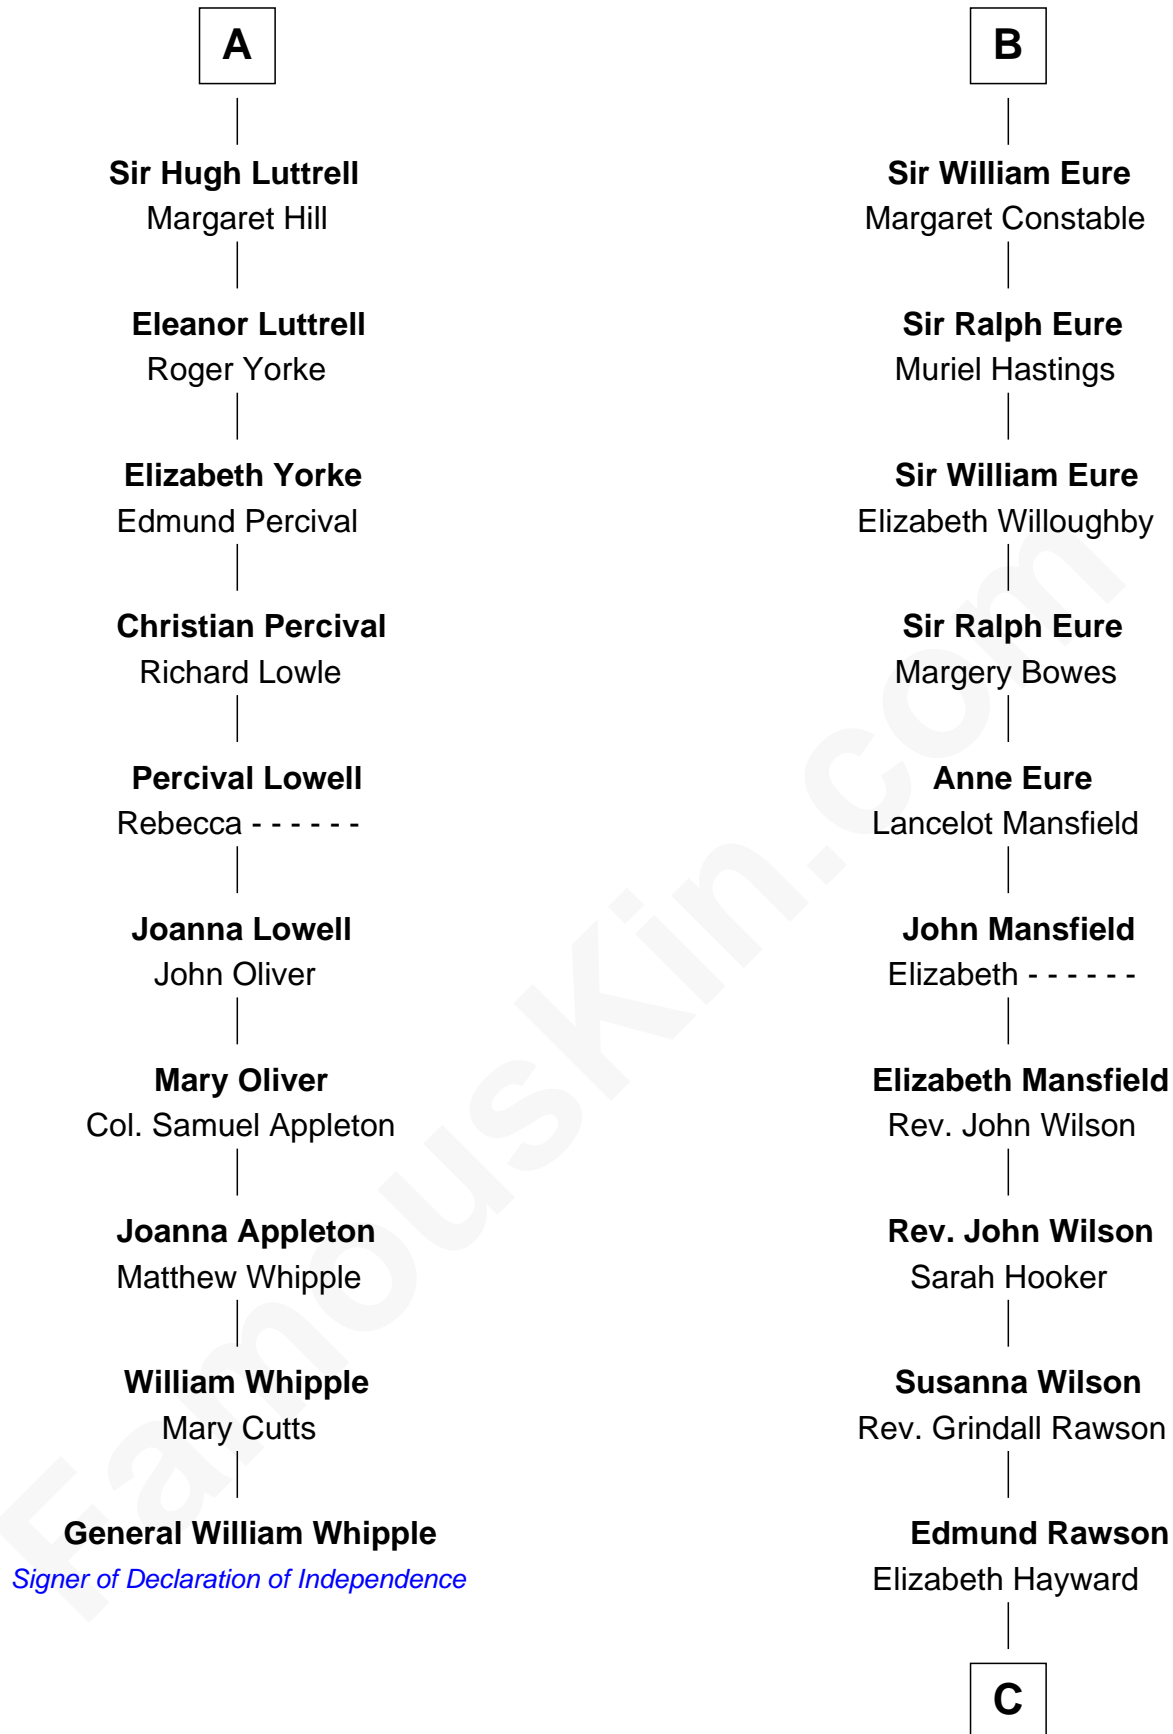 A
Sir Hugh Luttrell
Margaret Hill
Eleanor Luttrell
Roger Yorke
Elizabeth Yorke
Edmund Percival
Christian Percival
Richard Lowle
Percival Lowell
Rebecca - - - - - -
Joanna Lowell
John Oliver
Mary Oliver
Col. Samuel Appleton
Joanna Appleton
Matthew Whipple
William Whipple
Mary Cutts
General William Whipple
Signer of Declaration of Independence
B
Sir William Eure
Margaret Constable
Sir Ralph Eure
Muriel Hastings
Sir William Eure
Elizabeth Willoughby
Sir Ralph Eure
Margery Bowes
Anne Eure
Lancelot Mansfield
John Mansfield
Elizabeth - - - - - -
Elizabeth Mansfield
Rev. John Wilson
Rev. John Wilson
Sarah Hooker
Susanna Wilson
Rev. Grindall Rawson
Edmund Rawson
Elizabeth Hayward
C
FamousKin.com